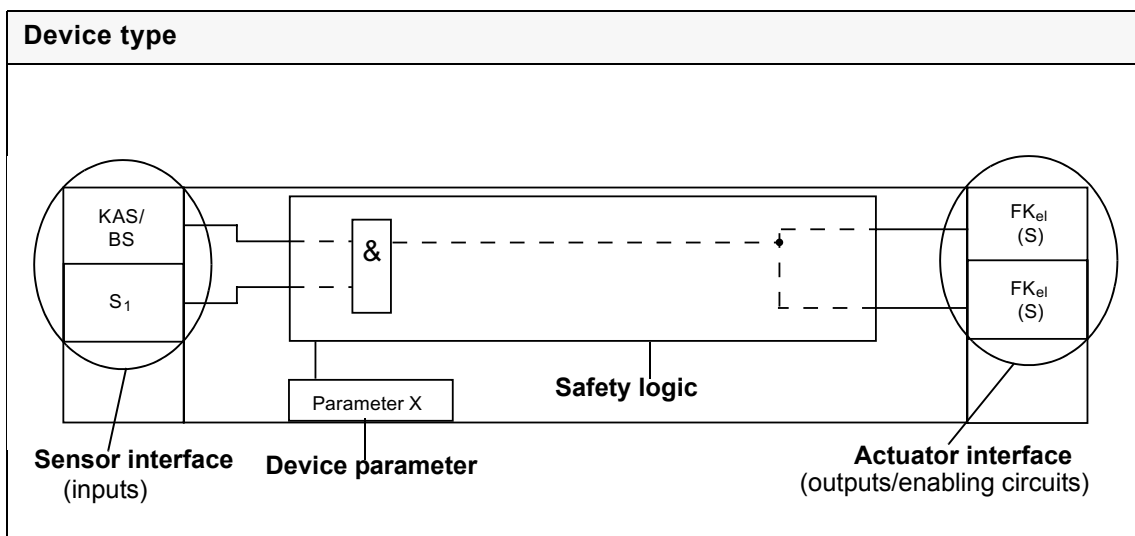 Device type
KAS/
BS
S₁
&
FKₑₗ
(S)
FKₑₗ
(S)
Parameter X
Safety logic
Sensor interface
(inputs)
Device parameter
Actuator interface
(outputs/enabling circuits)